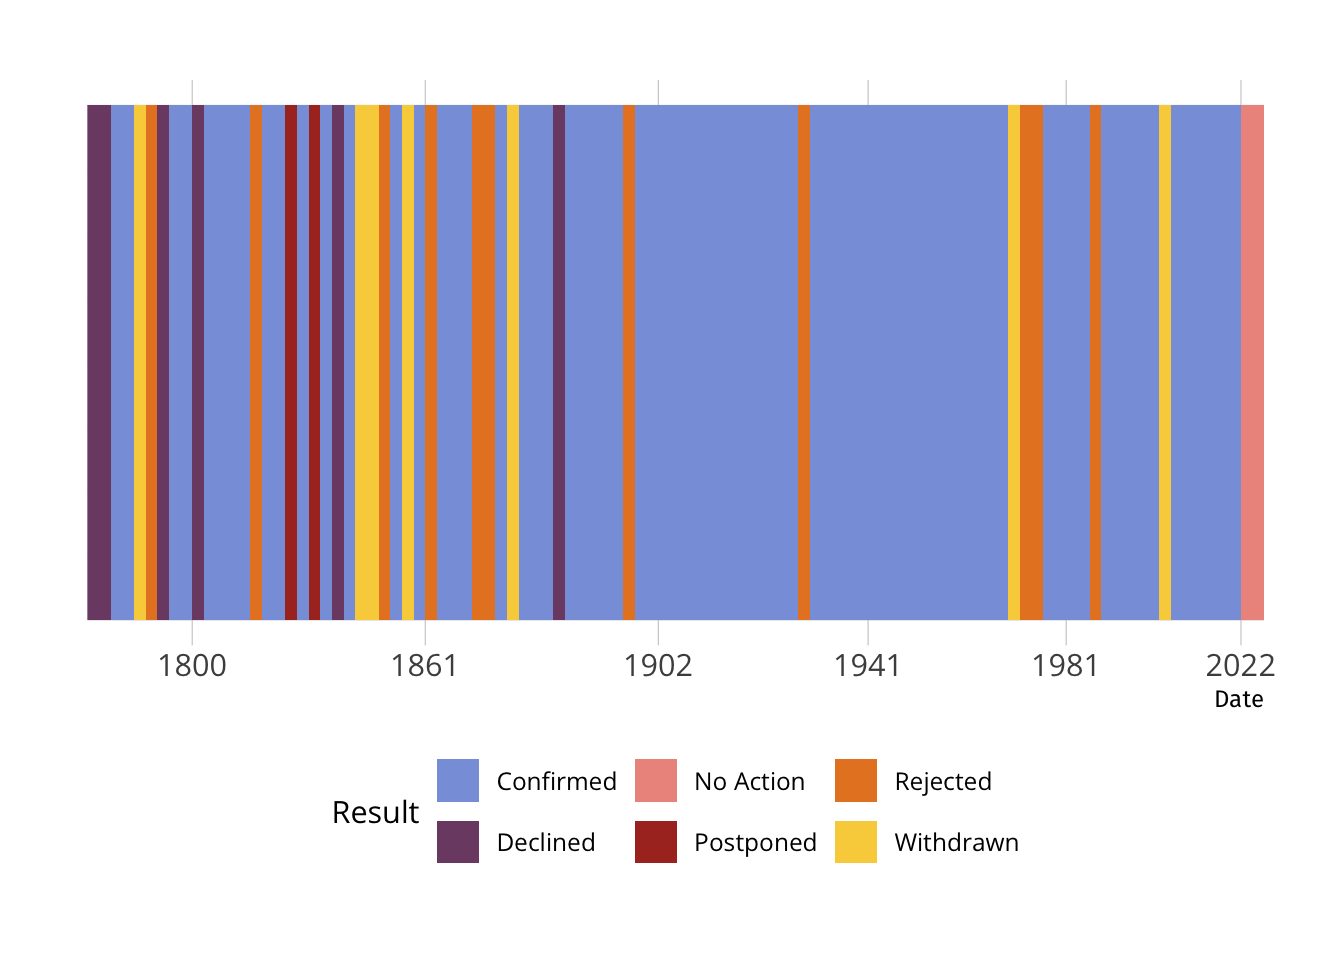 1800 1861 1902 1941 1981 2022
Date
Result
Confirmed No Action Rejected
Declined Postponed Withdrawn